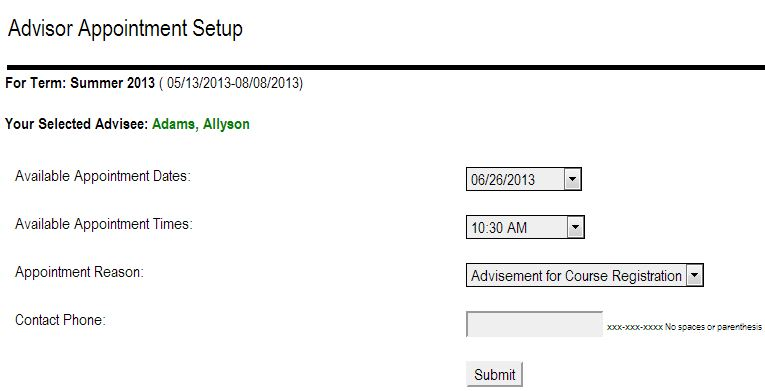 Advisor Appointment Setup
For Term: Summer 2013 ( 05/13/2013-08/08/2013)
Your Selected Advisee: Adams, Allyson
Available Appointment Dates: 06/26/2013
Available Appointment Times: 10:30 AM
Appointment Reason: Advisement for Course Registration
Contact Phone: xxx-xxx-xxxx No spaces or parenthesis
Submit